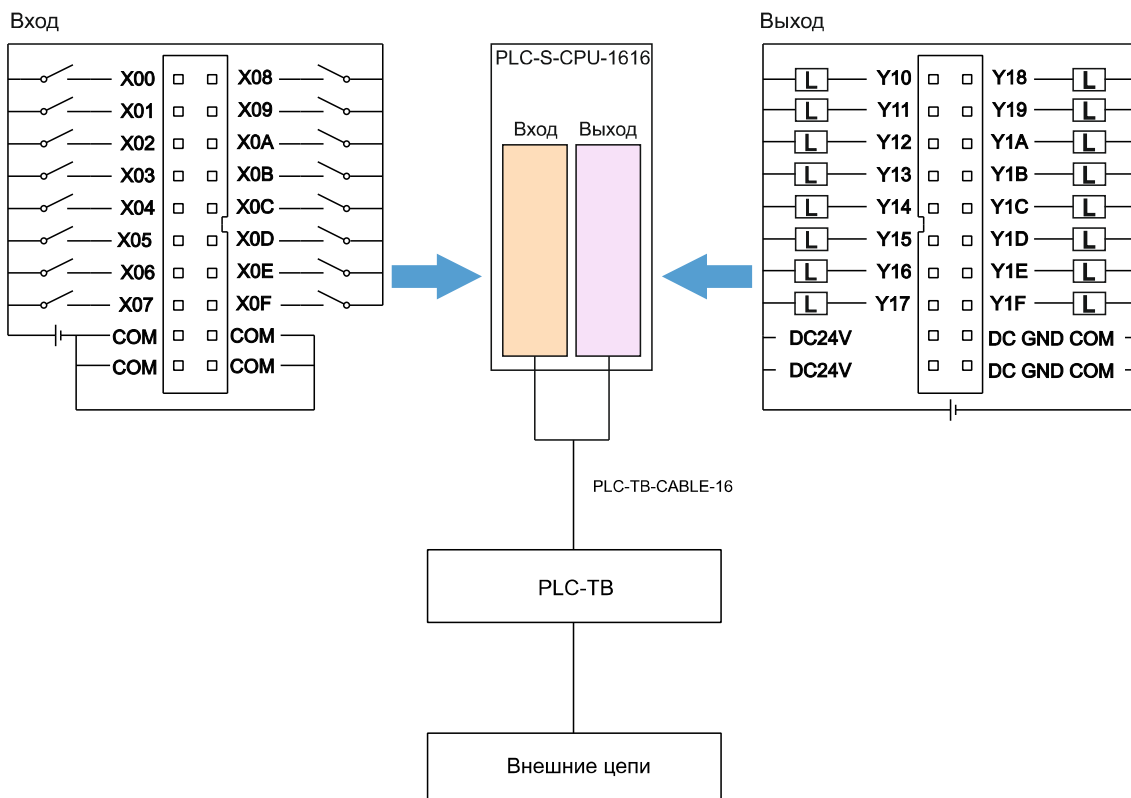 Вход
X00 X08
X01 X09
X02 X0A
X03 X0B
X04 X0C
X05 X0D
X06 X0E
X07 X0F
COM COM
COM COM
PLC-S-CPU-1616
Вход Выход
Выход
L Y10 Y18 L
L Y11 Y19 L
L Y12 Y1A L
L Y13 Y1B L
L Y14 Y1C L
L Y15 Y1D L
L Y16 Y1E L
L Y17 Y1F L
DC24V DC GND COM
DC24V DC GND COM
PLC-TB-CABLE-16
PLC-TB
Внешние цепи